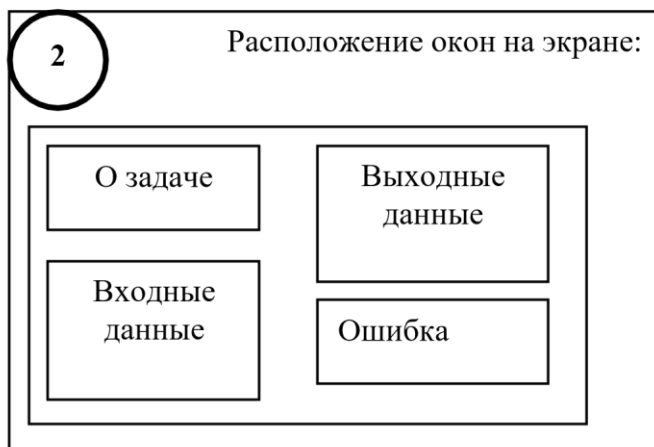 2
Расположение окон на экране:
О задаче
Выходные
данные
Входные
данные
Ошибка